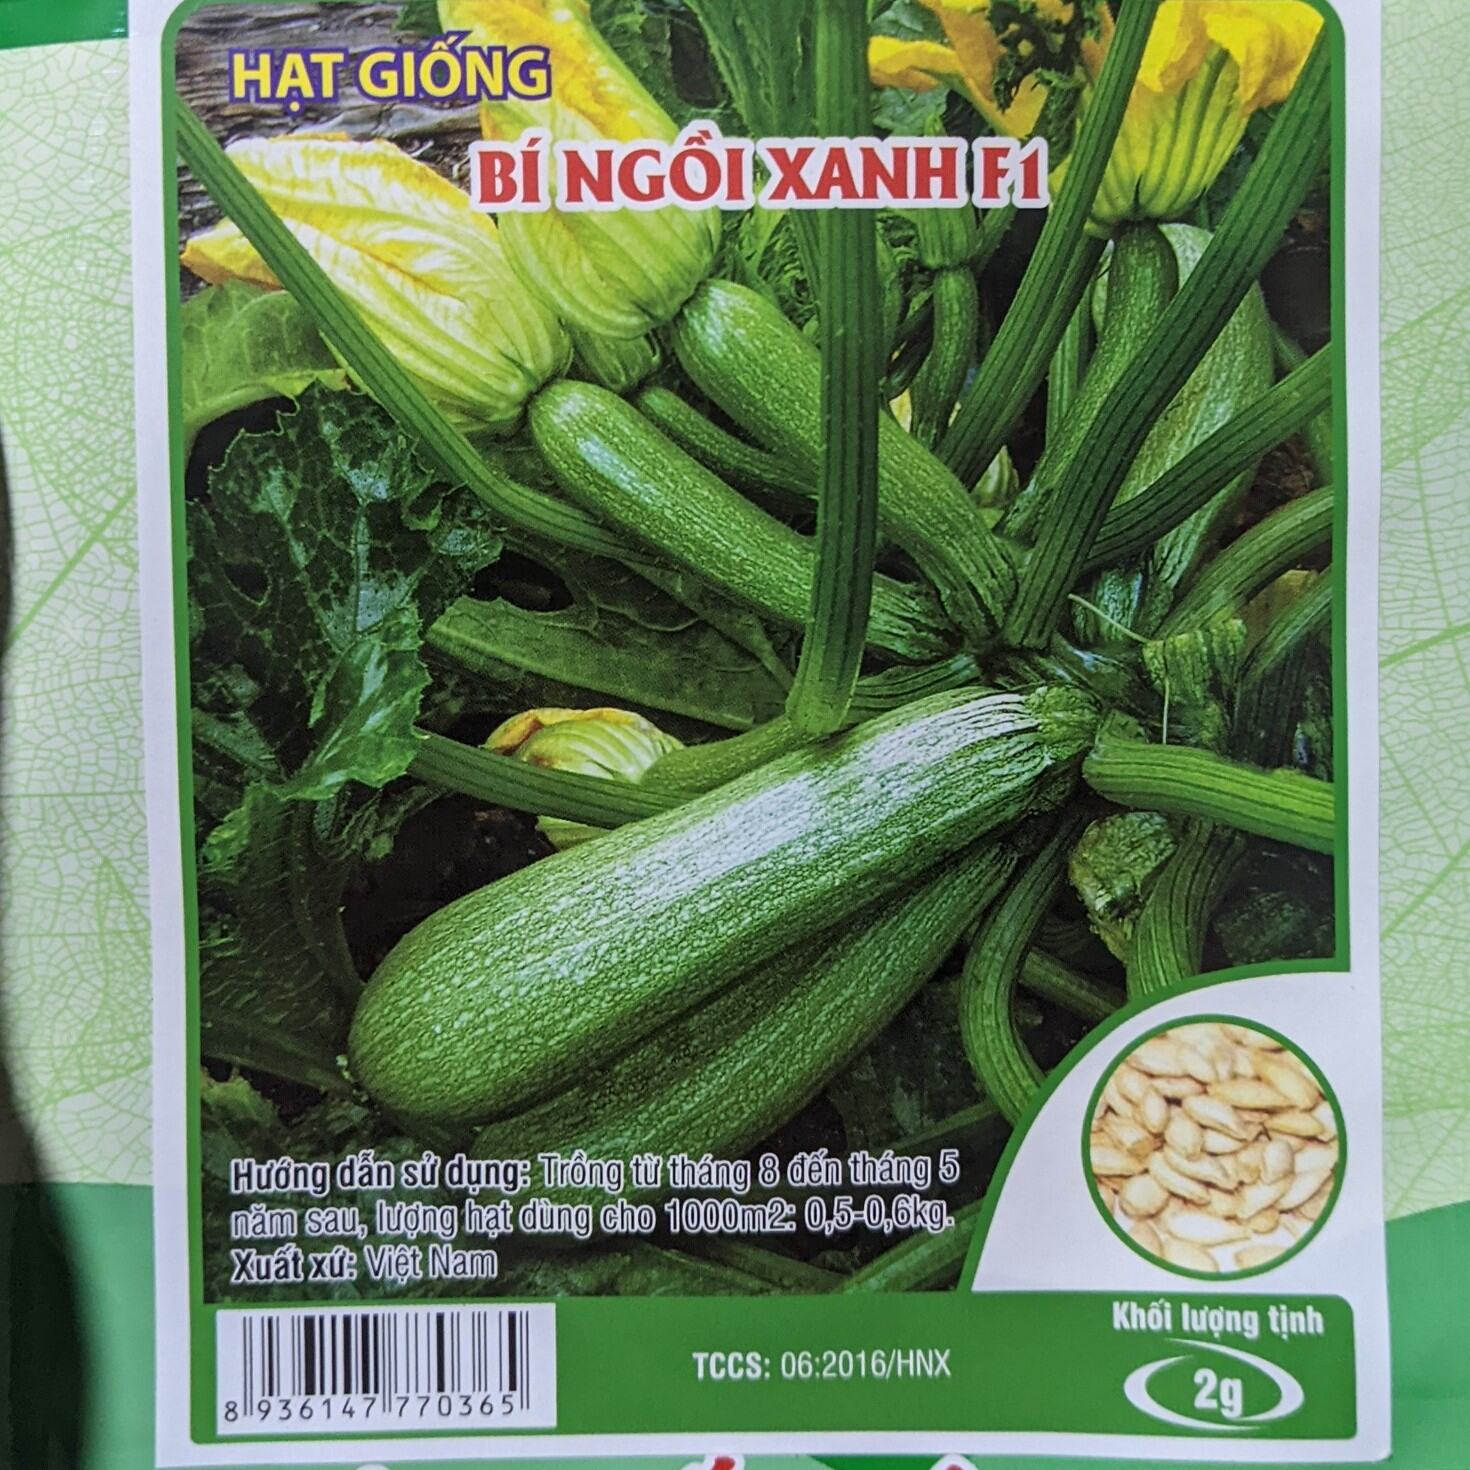 HẠT GIỐNG
BÍ NGỒI XANH F1
Hướng dẫn sử dụng: Trồng từ tháng 8 đến tháng 5
năm sau, lượng hạt dùng cho 1000m2: 0,5-0,6kg.
Xuất xứ: Việt Nam
8 936147 770365
TCCS: 06:2016/HNX
Khối lượng tịnh
2g